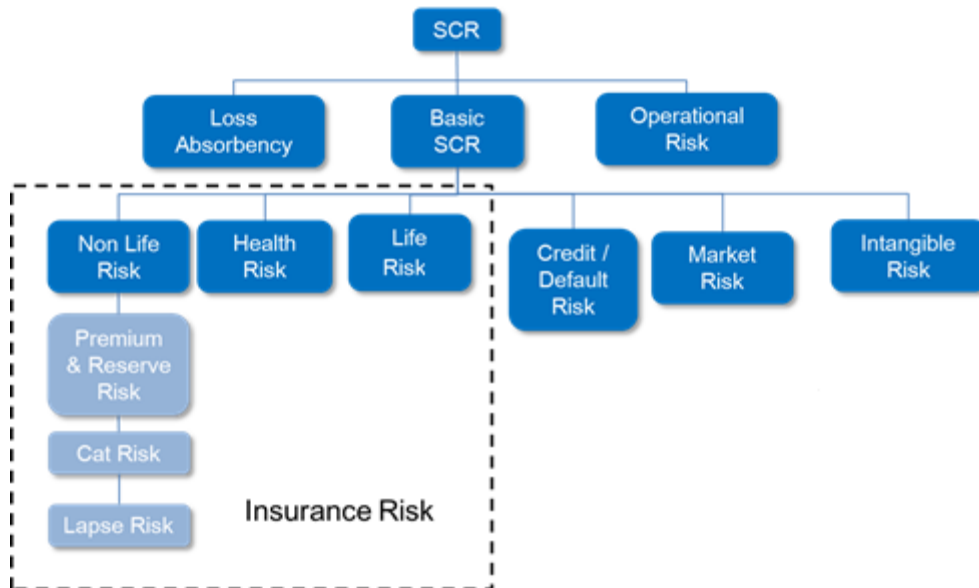 SCR
Loss
Absorbency
Basic
SCR
Operational
Risk
Non Life
Risk
Health
Risk
Life
Risk
Credit /
Default
Risk
Market
Risk
Intangible
Risk
Premium
& Reserve
Risk
Cat Risk
Lapse Risk
Insurance Risk